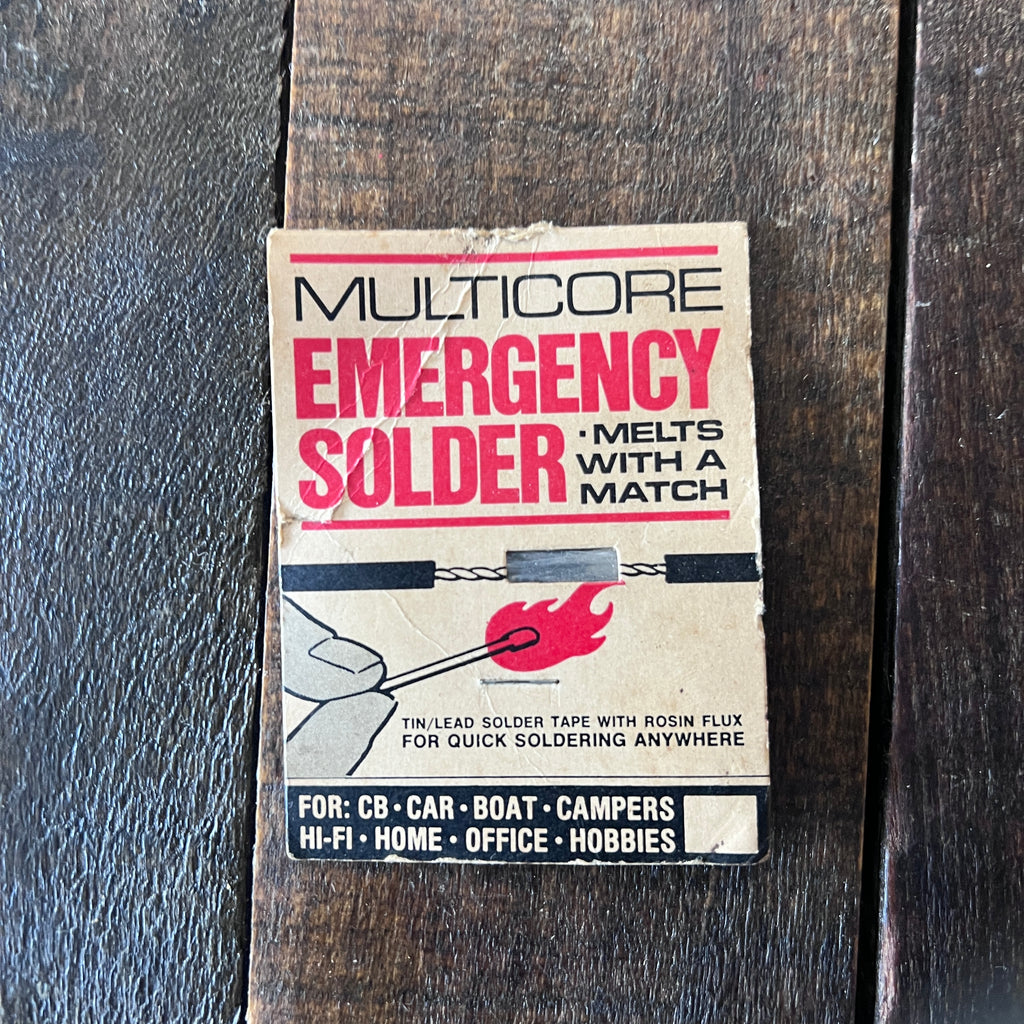 MULTICORE
EMERGENCY
SOLDER
• MELTS
WITH A
MATCH
TIN/LEAD SOLDER TAPE WITH ROSIN FLUX
FOR QUICK SOLDERING ANYWHERE
FOR: CB • CAR • BOAT • CAMPERS
HI-FI • HOME • OFFICE • HOBBIES